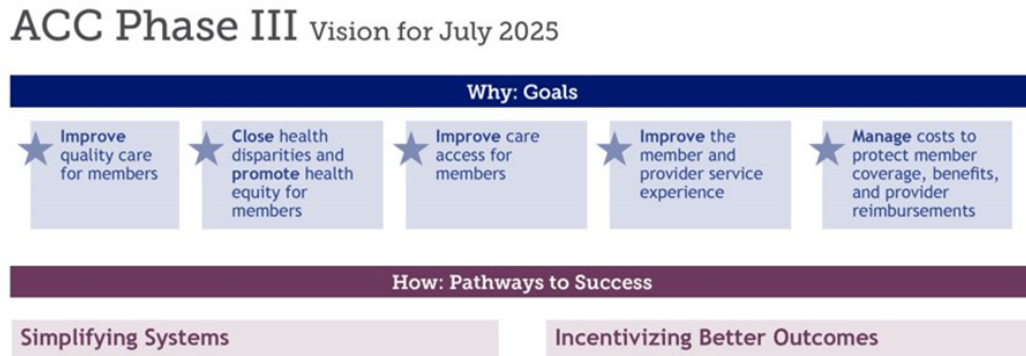 ACC Phase III Vision for July 2025
Why: Goals
Improve
quality care
for members
Close health
disparities and
promote health
equity for
members
Improve care
access for
members
Improve the
member and
provider service
experience
Manage costs to
protect member
coverage, benefits,
and provider
reimbursements
How: Pathways to Success
Simplifying Systems
Incentivizing Better Outcomes